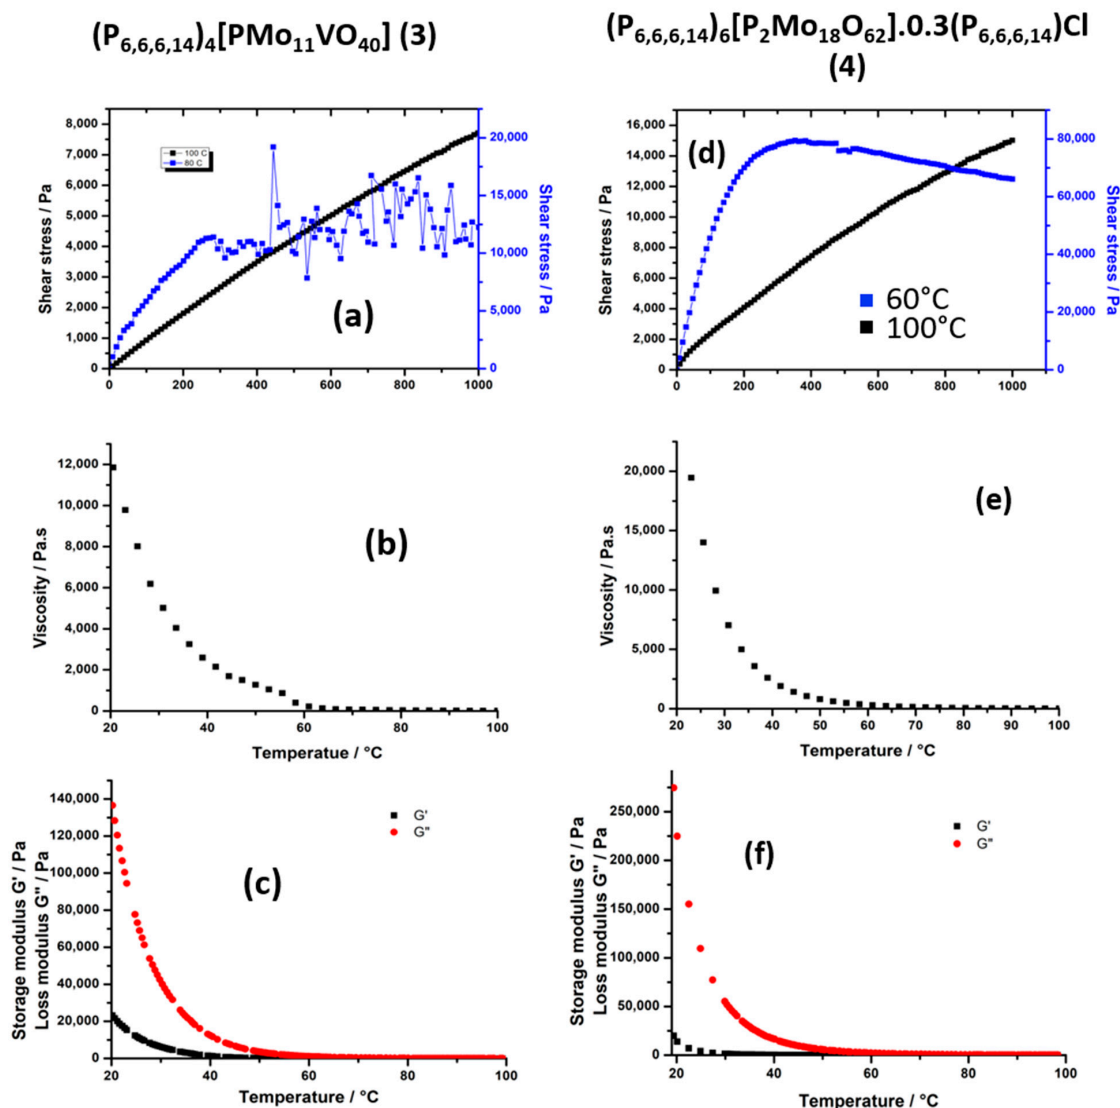 (P6,6,6,14)4[PMo11VO40] (3)
(P6,6,6,14)6[P2Mo18O62].0.3(P6,6,6,14)Cl
(4)
8,000
7,000
6,000
5,000
4,000
3,000
2,000
1,000
0
Shear stress / Pa
100 C
80 C
(a)
20,000
15,000
10,000
5,000
0
Shear stress / Pa
0 200 400 600 800 1000
16,000
14,000
12,000
10,000
8,000
6,000
4,000
2,000
0
Shear stress / Pa
(d)
60°C
100°C
80,000
60,000
40,000
20,000
0
Shear stress / Pa
0 200 400 600 800 1000
12,000
10,000
8,000
6,000
4,000
2,000
0
Viscosity / Pa.s
(b)
20 40 60 80 100
Temperatue / °C
20,000
15,000
10,000
5,000
0
Viscosity / Pa.s
(e)
20 30 40 50 60 70 80 90 100
Temperature / °C
140,000
120,000
100,000
80,000
60,000
40,000
20,000
0
Storage modulus G' / Pa
Loss modulus G'' / Pa
G'
G''
(c)
20 40 60 80 100
Temperature / °C
250,000
200,000
150,000
100,000
50,000
0
Storage modulus G' / Pa
Loss modulus G'' / Pa
G'
G''
(f)
20 40 60 80 100
Temperature / °C